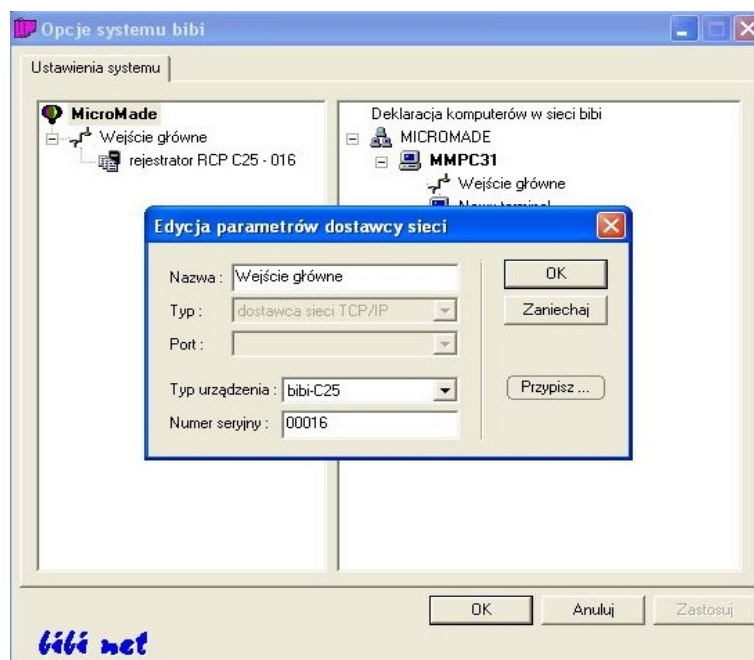 Opcje systemu bibi
Ustawienia systemu
MicroMade
Wejście główne
rejestrator RCP C25 - 016
Deklaracja komputerów w sieci bibi
MICROMADE
MMPC31
Wejście główne
Nowy terminal
Edycja parametrów dostawcy sieci
Nazwa : Wejście główne
Typ : dostawca sieci TCP/IP
Port :
Typ urządzenia : bibi-C25
Numer seryjny : 00016
OK
Zaniechaj
Przypisz ...
OK Anuluj Zastosuj
bibi net